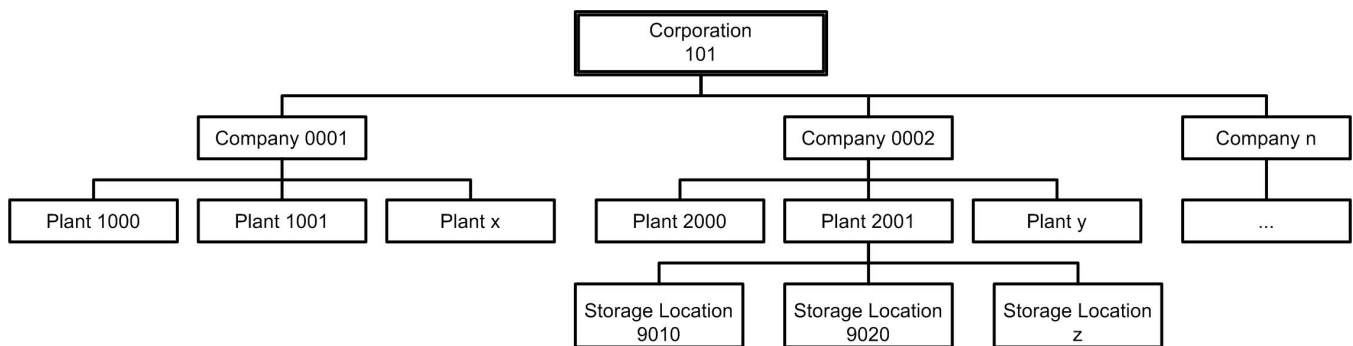 Corporation
101
Company 0001
Company 0002
Company n
Plant 1000
Plant 1001
Plant x
Plant 2000
Plant 2001
Plant y
...
Storage Location
9010
Storage Location
9020
Storage Location
z